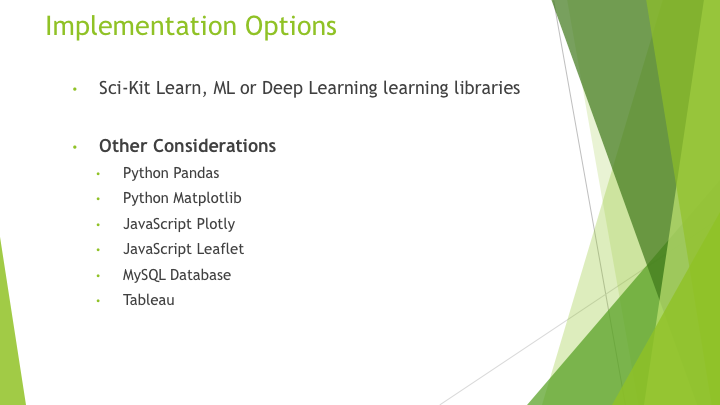 Implementation Options
• Sci-Kit Learn, ML or Deep Learning learning libraries
• Other Considerations
• Python Pandas
• Python Matplotlib
• JavaScript Plotly
• JavaScript Leaflet
• MySQL Database
• Tableau